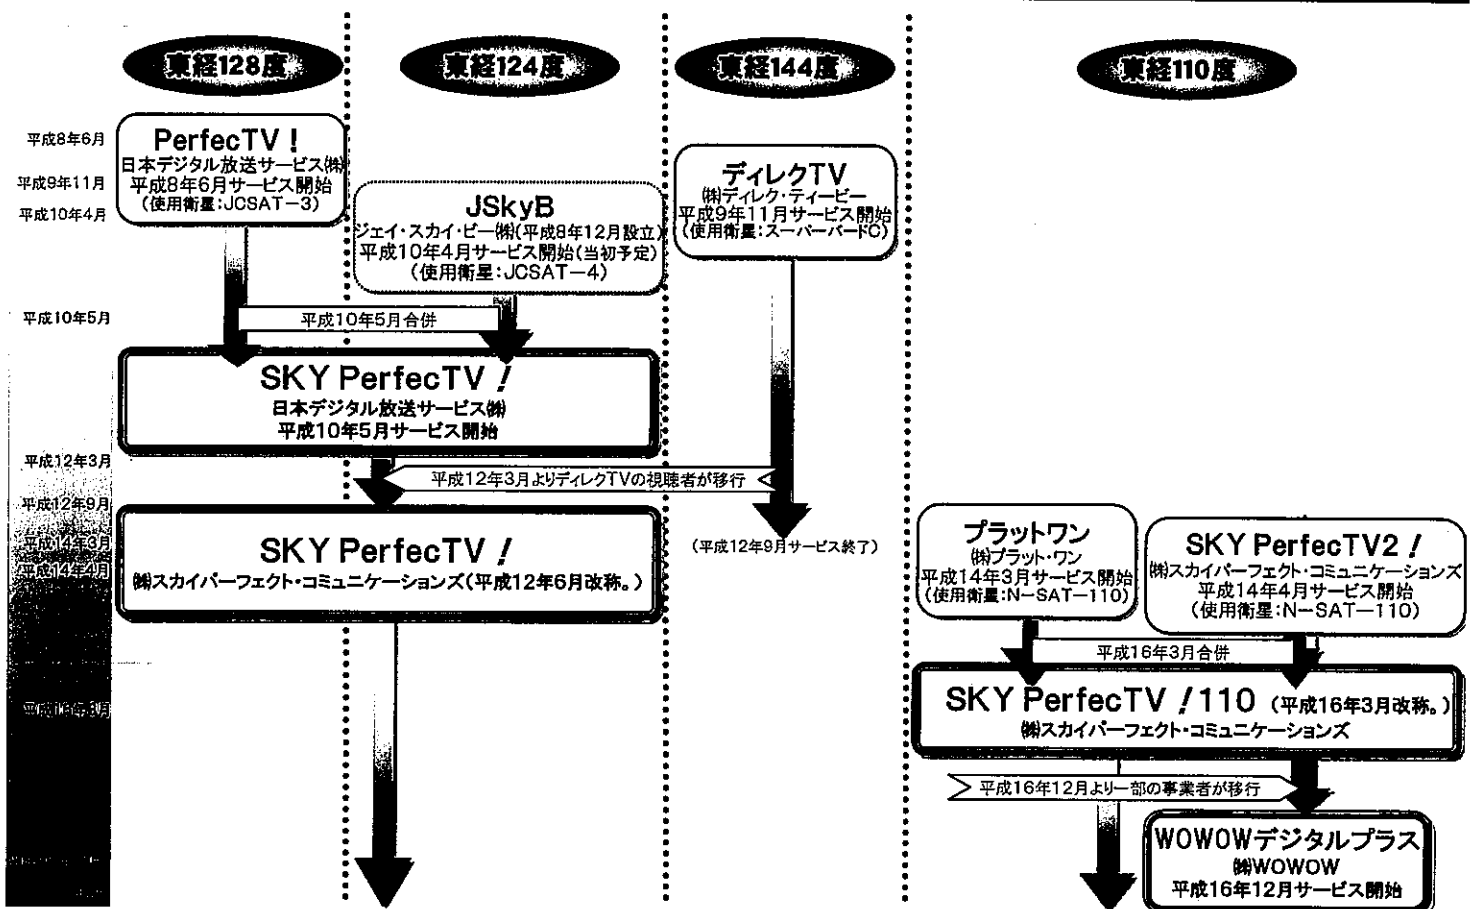 東経128度
東経124度
東経144度
東経110度
平成8年6月
平成9年11月
平成10年4月
平成10年5月
平成12年3月
平成12年9月
平成14年3月
平成14年4月
平成16年3月
PerfecTV!
日本デジタル放送サービス㈱
平成8年6月サービス開始
(使用衛星:JCSAT-3)
JSkyB
ジェイ・スカイ・ビー㈱(平成8年12月設立)
平成10年4月サービス開始(当初予定)
(使用衛星:JCSAT-4)
ディレクTV
㈱ディレク・ティービー
平成9年11月サービス開始
(使用衛星:スーパーバードC)
平成10年5月合併
SKY PerfecTV!
日本デジタル放送サービス㈱
平成10年5月サービス開始
平成12年3月よりディレクTVの視聴者が移行
SKY PerfecTV!
㈱スカイパーフェクト・コミュニケーションズ(平成12年6月改称。)
(平成12年9月サービス終了)
プラットワン
㈱プラット・ワン
平成14年3月サービス開始
(使用衛星:N-SAT-110)
SKY PerfecTV2!
㈱スカイパーフェクト・コミュニケーションズ
平成14年4月サービス開始
(使用衛星:N-SAT-110)
平成16年3月合併
SKY PerfecTV!110 (平成16年3月改称。)
㈱スカイパーフェクト・コミュニケーションズ
平成16年12月より一部の事業者が移行
WOWOWデジタルプラス
㈱WOWOW
平成16年12月サービス開始